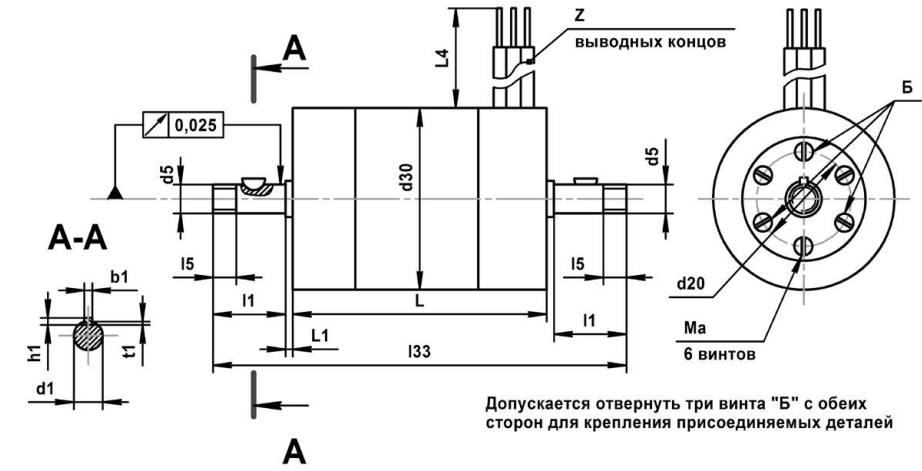 А
L4
Z
выводных концов
Б
0,025
d5
d30
d5
А-А
b1
l5
l5
d20
l1
L
l1
Ma
6 винтов
L1
h1
t1
l33
d1
Допускается отвернуть три винта "Б" с обеих
сторон для крепления присоединяемых деталей
А